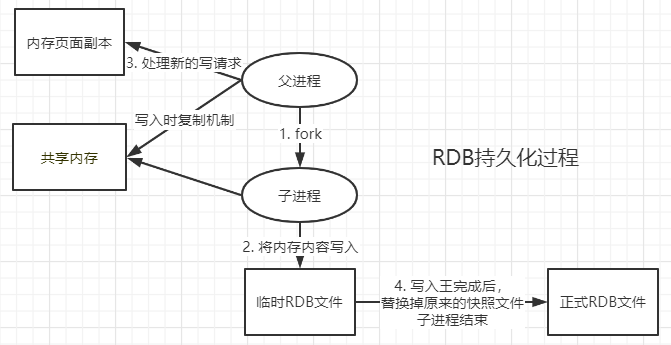 内存页面副本
3. 处理新的写请求
父进程
写入时复制机制
1. fork
共享内存
RDB持久化过程
子进程
2. 将内存内容写入
临时RDB文件
4. 写入王完成后，
替换掉原来的快照文件
子进程结束
正式RDB文件